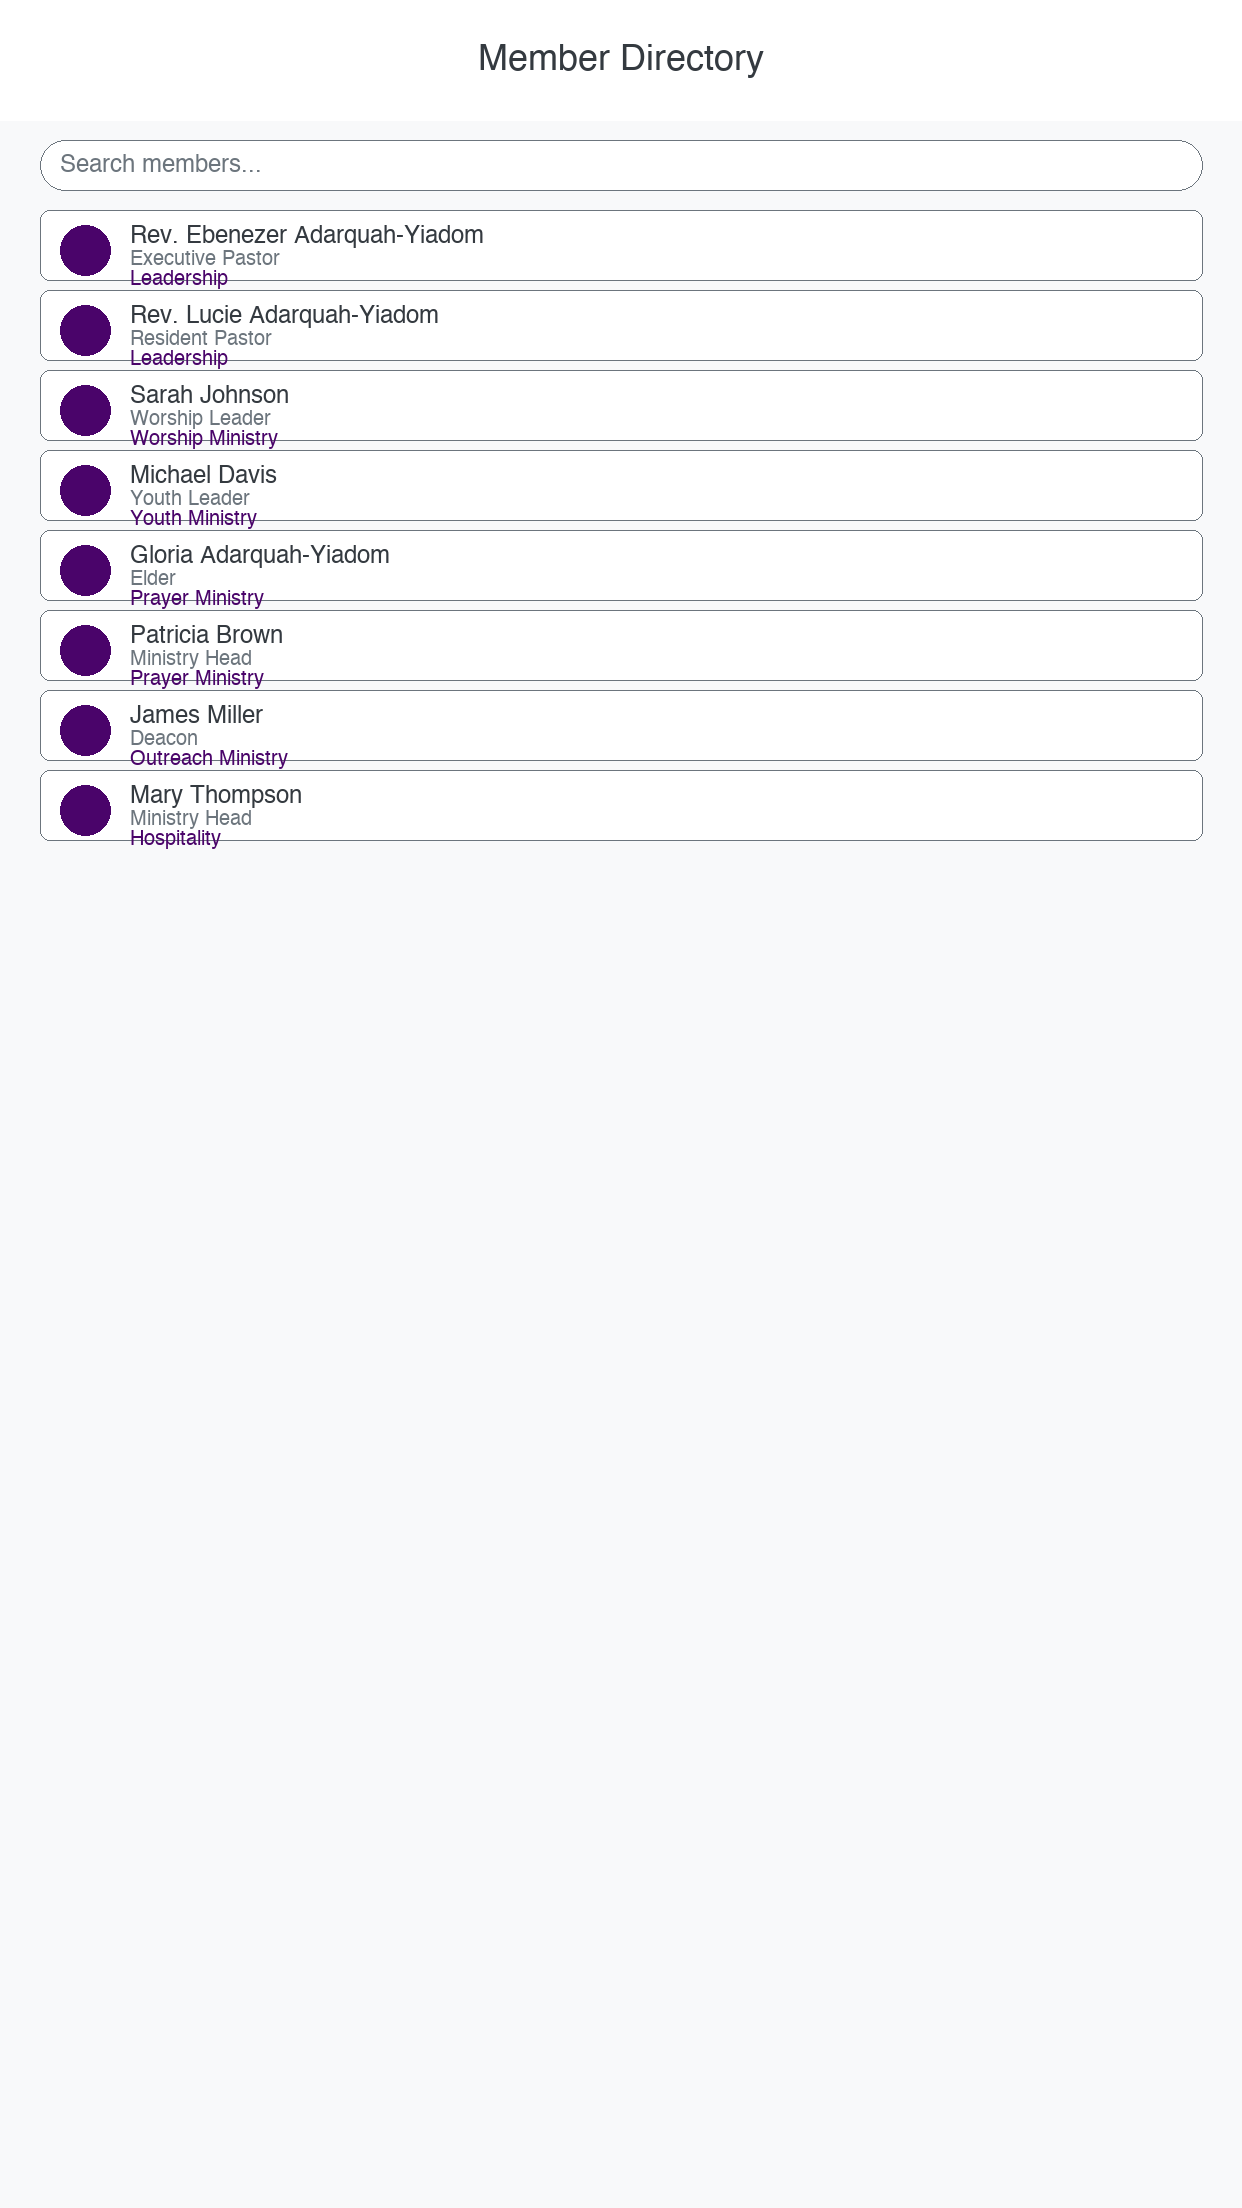 Member Directory
Search members...
Rev. Ebenezer Adarquah-Yiadom
Executive Pastor
Leadership
Rev. Lucie Adarquah-Yiadom
Resident Pastor
Leadership
Sarah Johnson
Worship Leader
Worship Ministry
Michael Davis
Youth Leader
Youth Ministry
Gloria Adarquah-Yiadom
Elder
Prayer Ministry
Patricia Brown
Ministry Head
Prayer Ministry
James Miller
Deacon
Outreach Ministry
Mary Thompson
Ministry Head
Hospitality